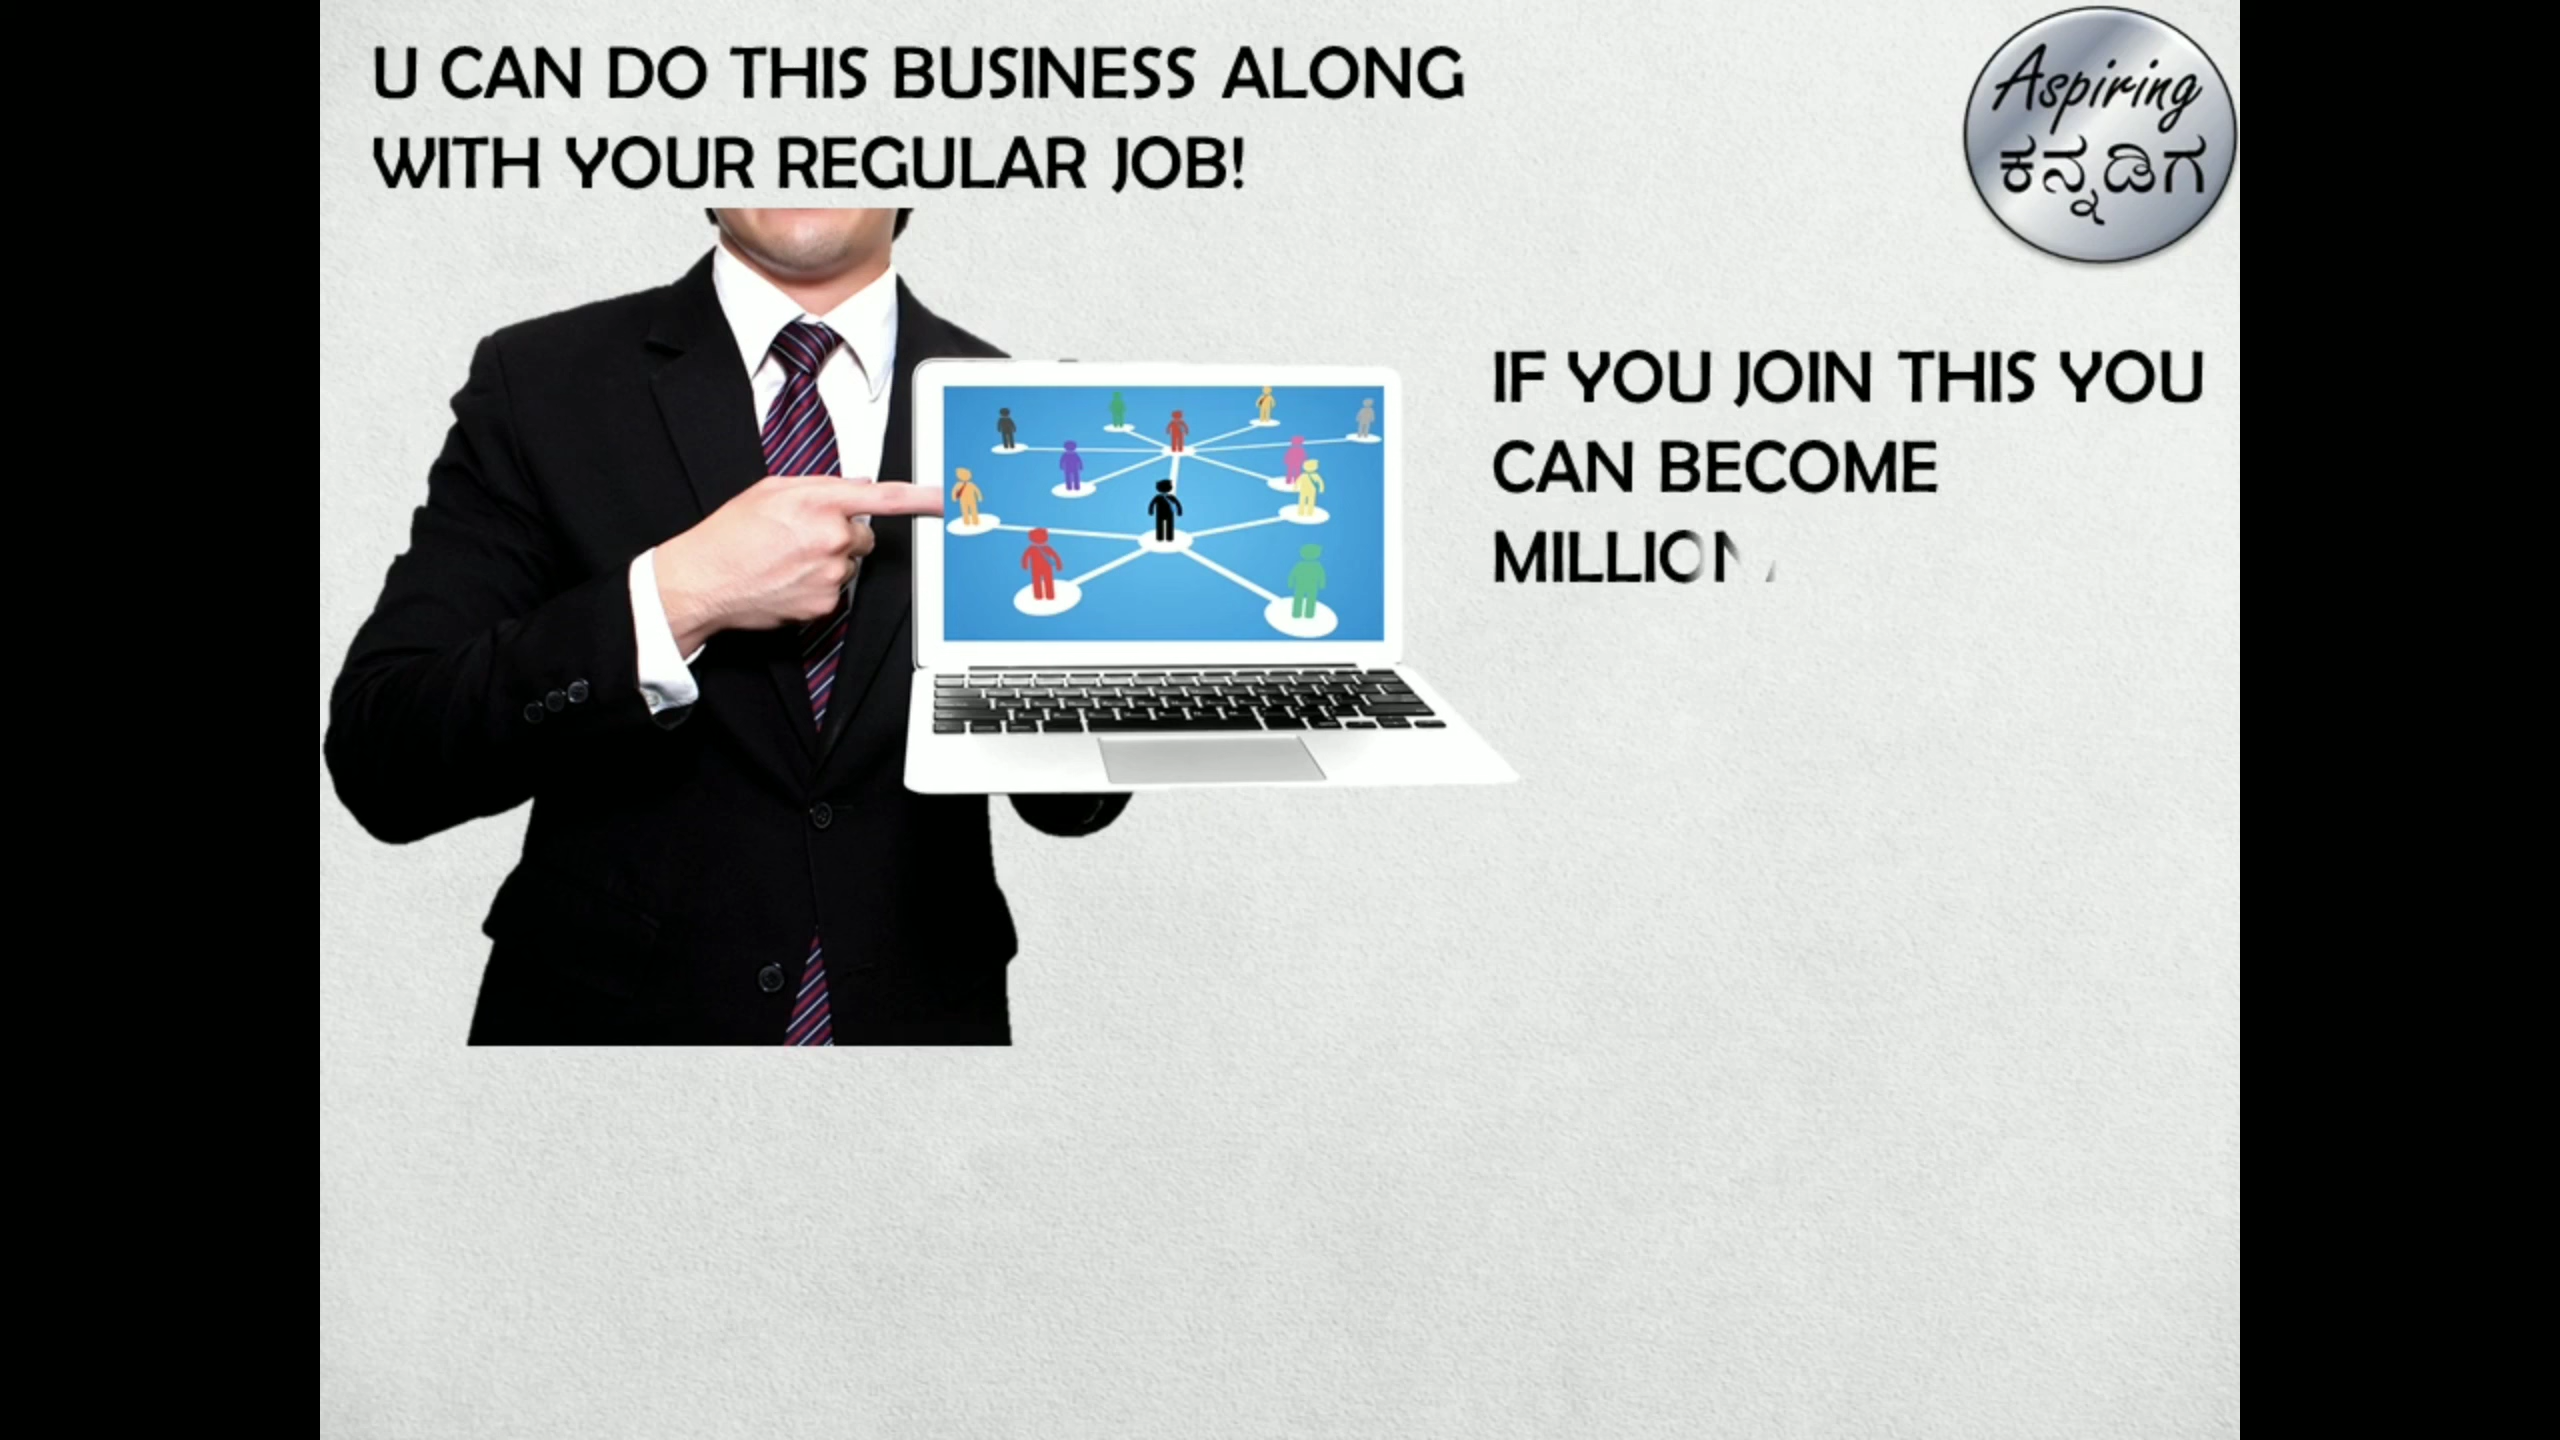 U CAN DO THIS BUSINESS ALONG
WITH YOUR REGULAR JOB!
Aspiring
ಕನ್ನಡಿಗ
IF YOU JOIN THIS YOU
CAN BECOME
MILLION